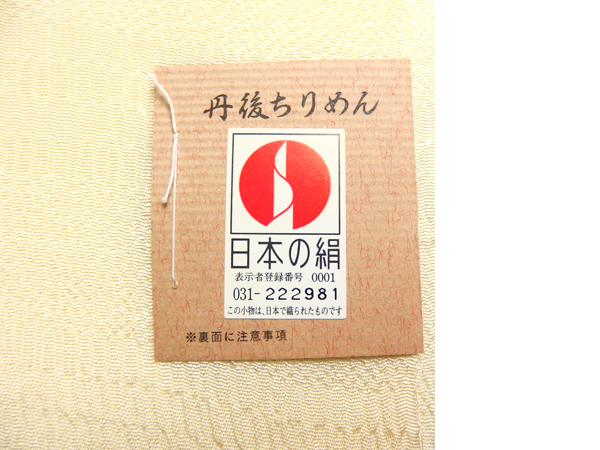 丹後ちりめん
日本の絹
表示者登録番号 0001
031-222981
この小物は、日本で織られたものです
※裏面に注意事項